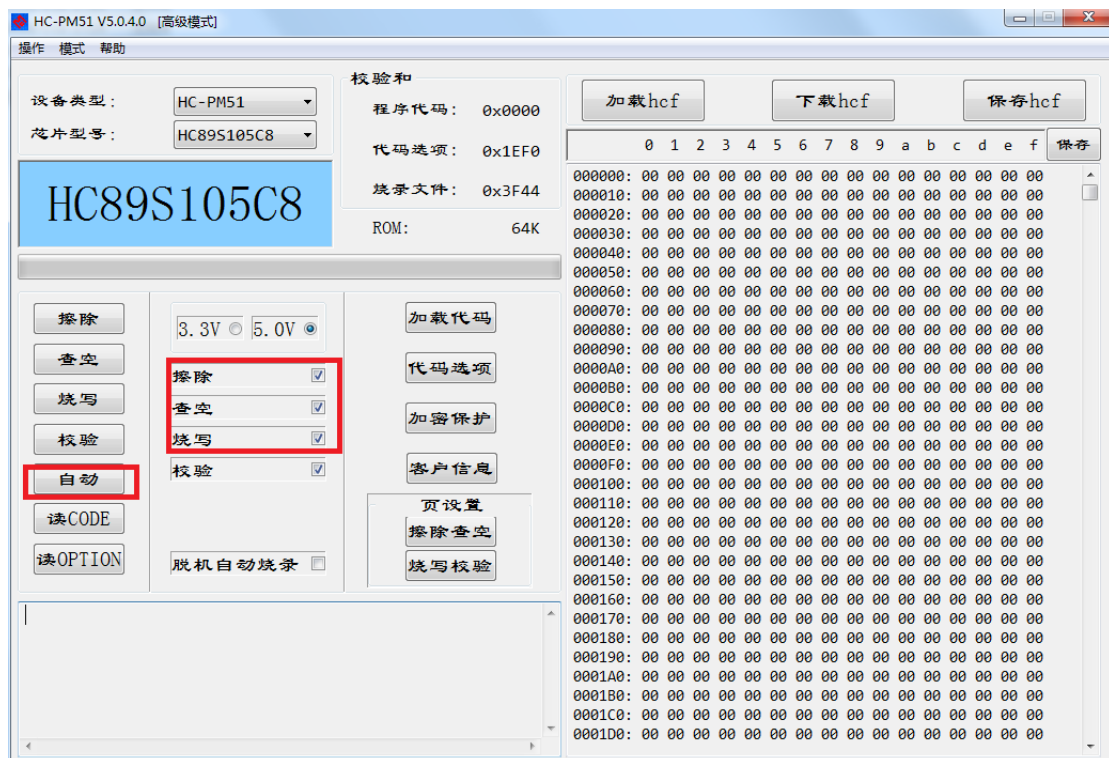 HC-PM51 V5.0.4.0 [高级模式]
操作 模式 帮助
设备类型： HC-PM51
芯片型号： HC89S105C8
HC89S105C8
校验和
程序代码： 0x0000
代码选项： 0x1EF0
烧录文件： 0x3F44
ROM: 64K
擦除
查空
烧写
校验
自动
读CODE
读OPTION
3.3V 5.0V
擦除
查空
烧写
校验
脱机自动烧录
加载代码
代码选项
加密保护
客户信息
页设置
擦除查空
烧写校验
加载hcf 下载hcf 保存hcf
0 1 2 3 4 5 6 7 8 9 a b c d e f 保存
000000: 00 00 00 00 00 00 00 00 00 00 00 00 00 00 00 00
000010: 00 00 00 00 00 00 00 00 00 00 00 00 00 00 00 00
000020: 00 00 00 00 00 00 00 00 00 00 00 00 00 00 00 00
000030: 00 00 00 00 00 00 00 00 00 00 00 00 00 00 00 00
000040: 00 00 00 00 00 00 00 00 00 00 00 00 00 00 00 00
000050: 00 00 00 00 00 00 00 00 00 00 00 00 00 00 00 00
000060: 00 00 00 00 00 00 00 00 00 00 00 00 00 00 00 00
000070: 00 00 00 00 00 00 00 00 00 00 00 00 00 00 00 00
000080: 00 00 00 00 00 00 00 00 00 00 00 00 00 00 00 00
000090: 00 00 00 00 00 00 00 00 00 00 00 00 00 00 00 00
0000A0: 00 00 00 00 00 00 00 00 00 00 00 00 00 00 00 00
0000B0: 00 00 00 00 00 00 00 00 00 00 00 00 00 00 00 00
0000C0: 00 00 00 00 00 00 00 00 00 00 00 00 00 00 00 00
0000D0: 00 00 00 00 00 00 00 00 00 00 00 00 00 00 00 00
0000E0: 00 00 00 00 00 00 00 00 00 00 00 00 00 00 00 00
0000F0: 00 00 00 00 00 00 00 00 00 00 00 00 00 00 00 00
000100: 00 00 00 00 00 00 00 00 00 00 00 00 00 00 00 00
000110: 00 00 00 00 00 00 00 00 00 00 00 00 00 00 00 00
000120: 00 00 00 00 00 00 00 00 00 00 00 00 00 00 00 00
000130: 00 00 00 00 00 00 00 00 00 00 00 00 00 00 00 00
000140: 00 00 00 00 00 00 00 00 00 00 00 00 00 00 00 00
000150: 00 00 00 00 00 00 00 00 00 00 00 00 00 00 00 00
000160: 00 00 00 00 00 00 00 00 00 00 00 00 00 00 00 00
000170: 00 00 00 00 00 00 00 00 00 00 00 00 00 00 00 00
000180: 00 00 00 00 00 00 00 00 00 00 00 00 00 00 00 00
000190: 00 00 00 00 00 00 00 00 00 00 00 00 00 00 00 00
0001A0: 00 00 00 00 00 00 00 00 00 00 00 00 00 00 00 00
0001B0: 00 00 00 00 00 00 00 00 00 00 00 00 00 00 00 00
0001C0: 00 00 00 00 00 00 00 00 00 00 00 00 00 00 00 00
0001D0: 00 00 00 00 00 00 00 00 00 00 00 00 00 00 00 00